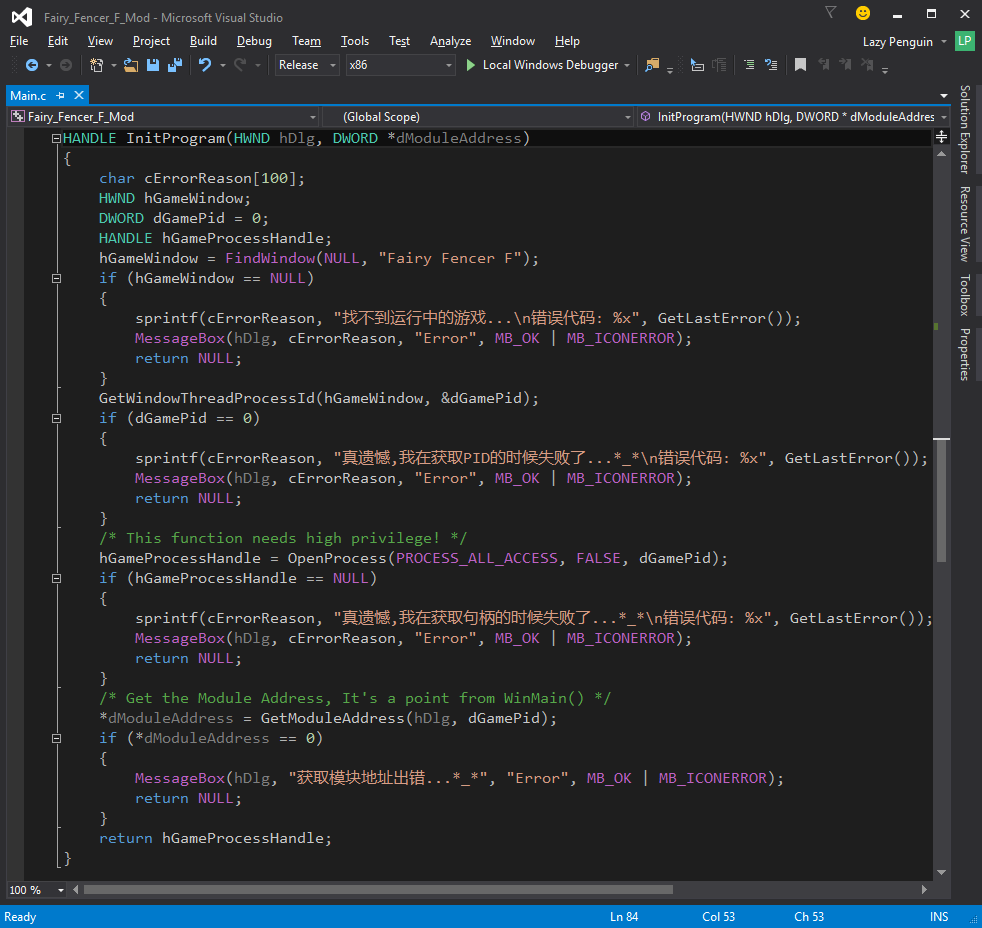 Fairy_Fencer_F_Mod - Microsoft Visual Studio
File Edit View Project Build Debug Team Tools Test Analyze Window Help Lazy Penguin LP
Release x86 Local Windows Debugger
Main.c
Fairy_Fencer_F_Mod (Global Scope) InitProgram(HWND hDlg, DWORD * dModuleAddres
HANDLE InitProgram(HWND hDlg, DWORD *dModuleAddress)
{
char cErrorReason[100];
HWND hGameWindow;
DWORD dGamePid = 0;
HANDLE hGameProcessHandle;
hGameWindow = FindWindow(NULL, "Fairy Fencer F");
if (hGameWindow == NULL)
{
sprintf(cErrorReason, "找不到运行中的游戏...\n错误代码: %x", GetLastError());
MessageBox(hDlg, cErrorReason, "Error", MB_OK | MB_ICONERROR);
return NULL;
}
GetWindowThreadProcessId(hGameWindow, &dGamePid);
if (dGamePid == 0)
{
sprintf(cErrorReason, "真遗憾,我在获取PID的时候失败了...*_*\n错误代码: %x", GetLastError());
MessageBox(hDlg, cErrorReason, "Error", MB_OK | MB_ICONERROR);
return NULL;
}
/* This function needs high privilege! */
hGameProcessHandle = OpenProcess(PROCESS_ALL_ACCESS, FALSE, dGamePid);
if (hGameProcessHandle == NULL)
{
sprintf(cErrorReason, "真遗憾,我在获取句柄的时候失败了...*_*\n错误代码: %x", GetLastError());
MessageBox(hDlg, cErrorReason, "Error", MB_OK | MB_ICONERROR);
return NULL;
}
/* Get the Module Address, It's a point from WinMain() */
*dModuleAddress = GetModuleAddress(hDlg, dGamePid);
if (*dModuleAddress == 0)
{
MessageBox(hDlg, "获取模块地址出错...*_*", "Error", MB_OK | MB_ICONERROR);
return NULL;
}
return hGameProcessHandle;
}
Solution Explorer
Resource View
Toolbox
Properties
100 %
Ready Ln 84 Col 53 Ch 53 INS